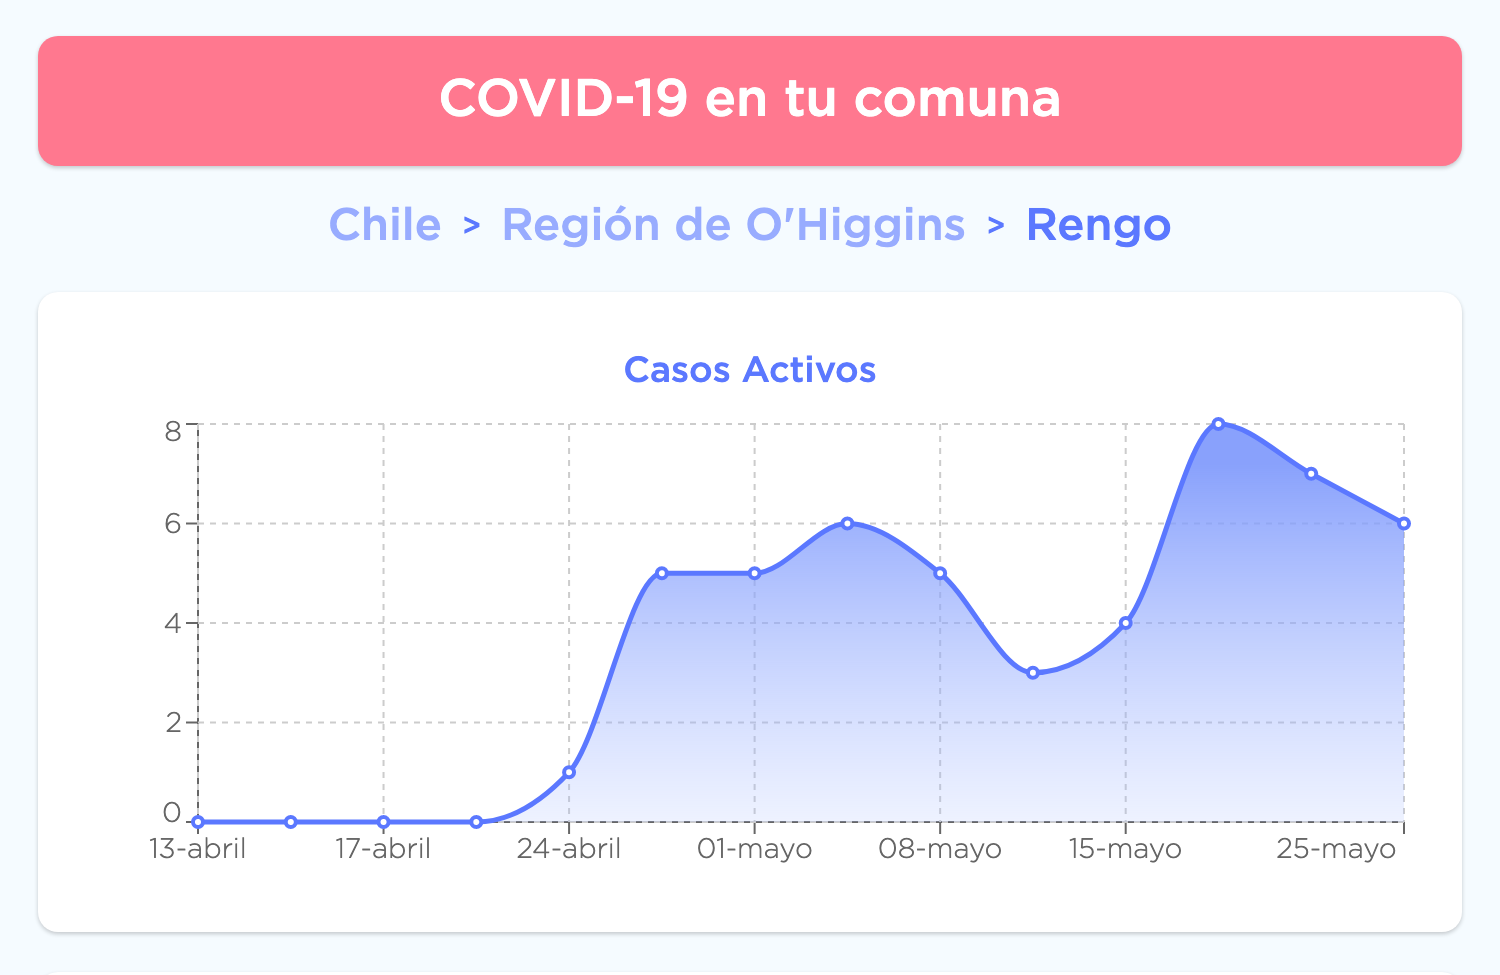 COVID-19 en tu comuna
Chile > Región de O'Higgins > Rengo
Casos Activos
8
6
4
2
0
13-abril 17-abril 24-abril 01-mayo 08-mayo 15-mayo 25-mayo